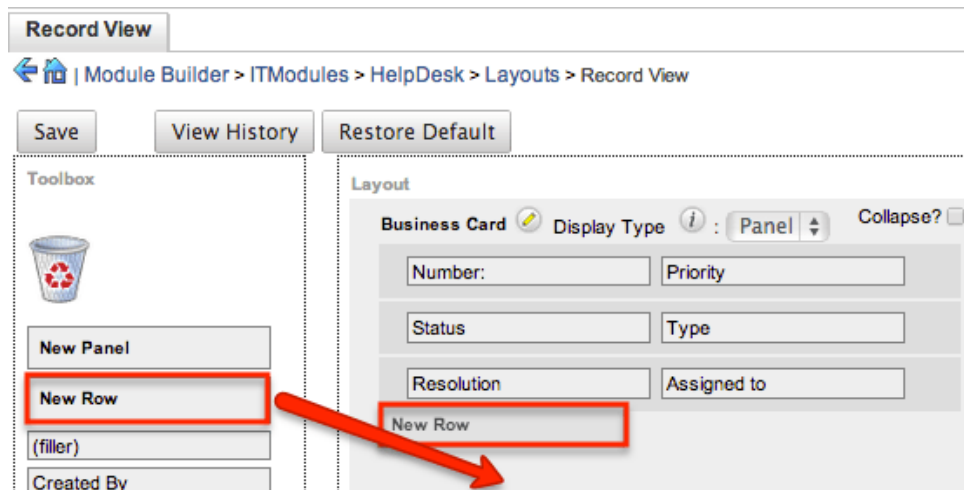 Record View
| Module Builder > ITModules > HelpDesk > Layouts > Record View
Save View History Restore Default
Toolbox
Layout
Business Card Display Type i : Panel Collapse?
Number: Priority
Status Type
Resolution Assigned to
New Row
New Panel
New Row
(filler)
Created By